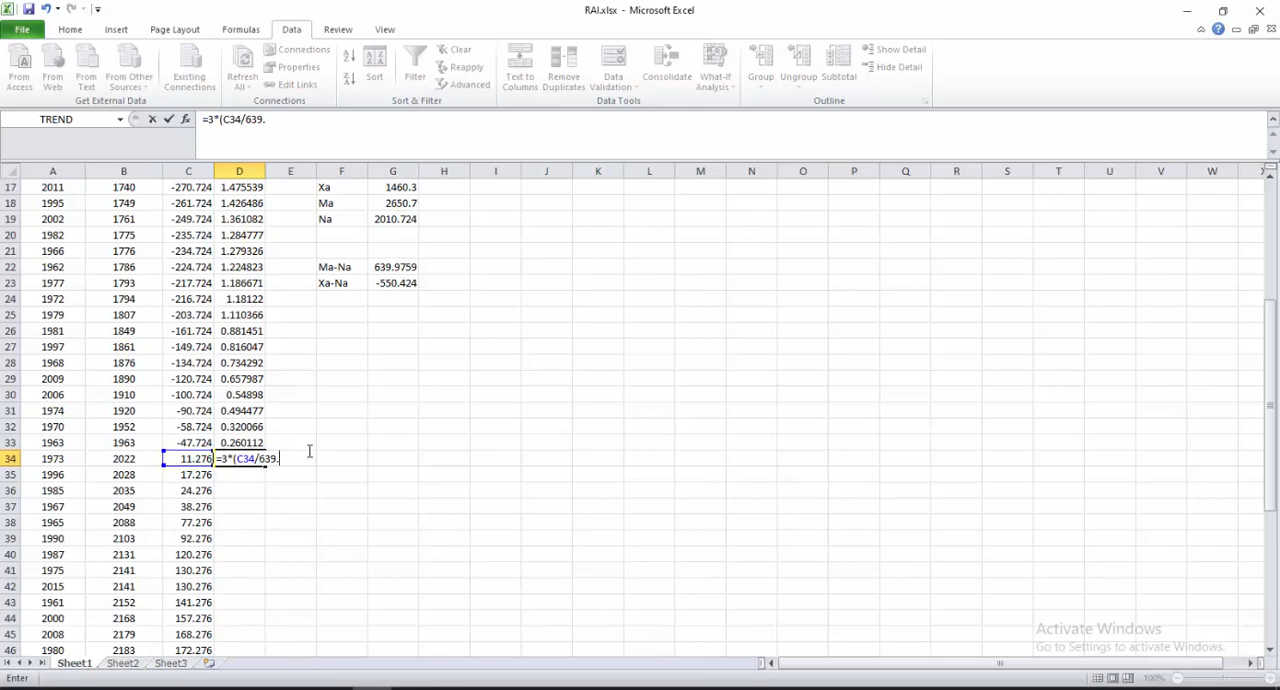 RAI.xlsx - Microsoft Excel
File Home Insert Page Layout Formulas Data Review View
From Access From Web From Text From Other Sources Existing Connections Refresh All Connections Properties Edit Links Sort Filter Clear Reapply Advanced Text to Columns Remove Duplicates Data Validation Consolidate What-If Analysis Group Ungroup Subtotal Show Detail Hide Detail
Get External Data Connections Sort & Filter Data Tools Outline
TREND fx =3*(C34/639.
A B C D E F G H I J K L M N O P Q R S T U V W
17 2011 1740 -270.724 1.475539 Xa 1460.3
18 1995 1749 -261.724 1.426486 Ma 2650.7
19 2002 1761 -249.724 1.361082 Na 2010.724
20 1982 1775 -235.724 1.284777
21 1966 1776 -234.724 1.279326
22 1962 1786 -224.724 1.224823 Ma-Na 639.9759
23 1977 1793 -217.724 1.186671 Xa-Na -550.424
24 1972 1794 -216.724 1.18122
25 1979 1807 -203.724 1.110366
26 1981 1849 -161.724 0.881451
27 1997 1861 -149.724 0.816047
28 1968 1876 -134.724 0.734292
29 2009 1890 -120.724 0.657987
30 2006 1910 -100.724 0.54898
31 1974 1920 -90.724 0.494477
32 1970 1952 -58.724 0.320066
33 1963 1963 -47.724 0.260112
34 1973 2022 11.276 =3*(C34/639.
35 1996 2028 17.276
36 1985 2035 24.276
37 1967 2049 38.276
38 1965 2088 77.276
39 1990 2103 92.276
40 1987 2131 120.276
41 1975 2141 130.276
42 2015 2141 130.276
43 1961 2152 141.276
44 2000 2168 157.276
45 2008 2179 168.276
46 1980 2183 172.276
Activate Windows
Go to Settings to activate Windows.
Sheet1 Sheet2 Sheet3
Enter 100%